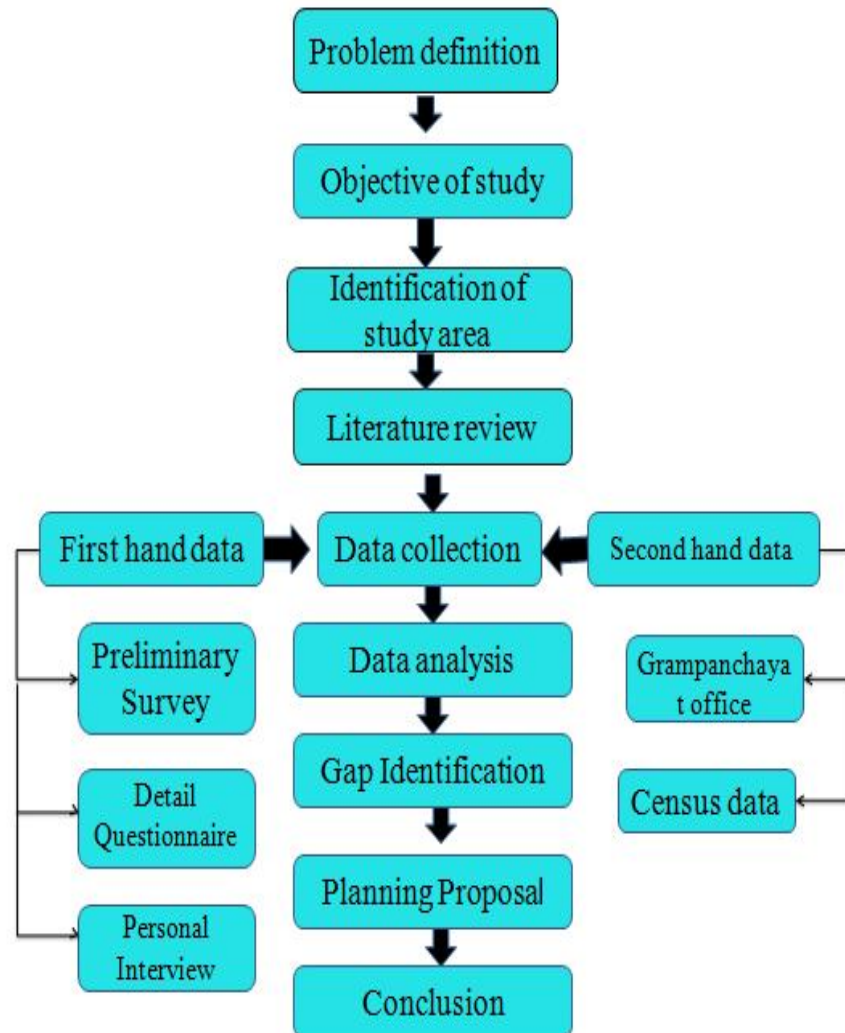 Problem definition
Objective of study
Identification of
study area
Literature review
First hand data
Data collection
Second hand data
Preliminary
Survey
Data analysis
Grampanchaya
t office
Detail
Questionnaire
Gap Identification
Census data
Personal
Interview
Planning Proposal
Conclusion